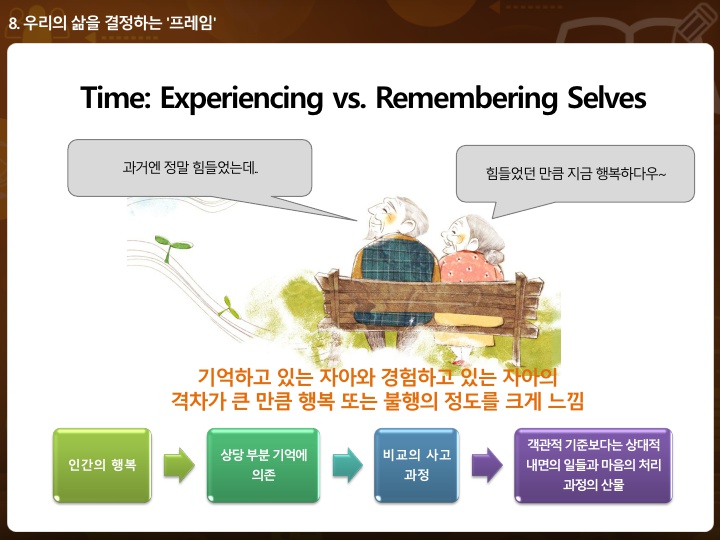 8. 우리의 삶을 결정하는 '프레임'
Time: Experiencing vs. Remembering Selves
과거엔 정말 힘들었는데..
힘들었던 만큼 지금 행복하다우~
기억하고 있는 자아와 경험하고 있는 자아의
격차가 큰 만큼 행복 또는 불행의 정도를 크게 느낌
인간의 행복
상당 부분 기억에
의존
비교의 사고
과정
객관적 기준보다는 상대적
내면의 일들과 마음의 처리
과정의 산물